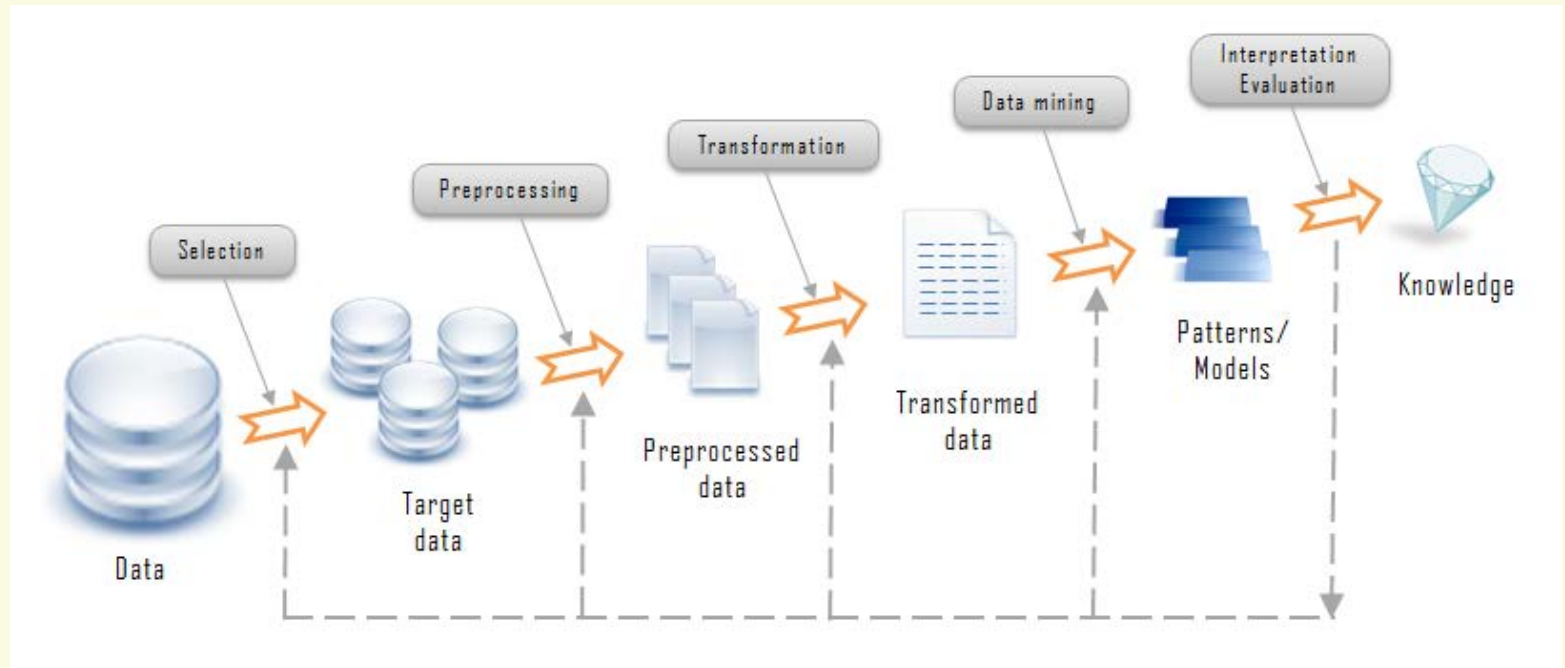 Interpretation
Evaluation
Data mining
Transformation
Preprocessing
Selection
Knowledge
Patterns/
Models
Transformed
data
Preprocessed
data
Target
data
Data